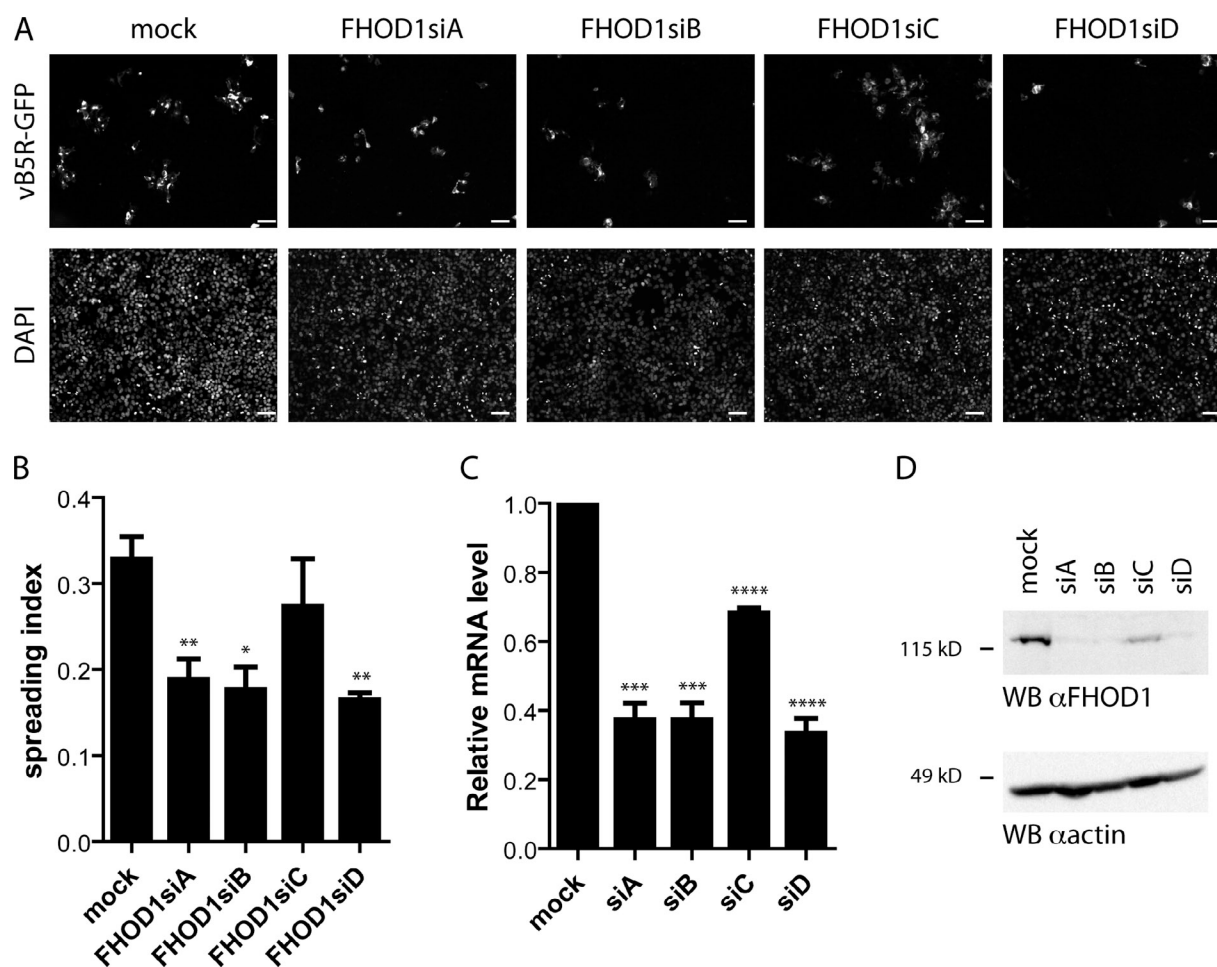 A
mock
FHOD1siA
FHOD1siB
FHOD1siC
FHOD1siD
vB5R-GFP
DAPI
B
spreading index
0.4
0.3
0.2
0.1
0.0
**
*
**
mock
FHOD1siA
FHOD1siB
FHOD1siC
FHOD1siD
C
Relative mRNA level
1.0
0.8
0.6
0.4
0.2
0.0
***
***
****
****
mock
siA
siB
siC
siD
D
mock
siA
siB
siC
siD
115 kD
WB αFHOD1
49 kD
WB αactin